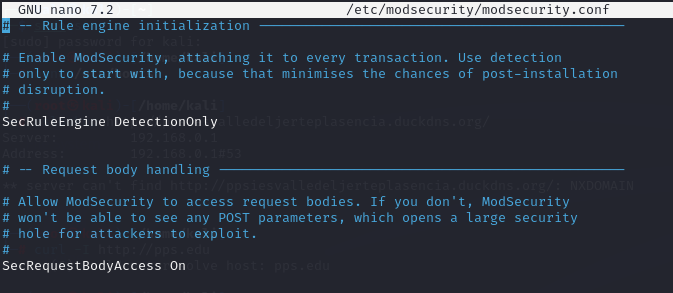 GNU nano 7.2 /etc/modsecurity/modsecurity.conf
# -- Rule engine initialization ----------------------------------------------
# Enable ModSecurity, attaching it to every transaction. Use detection
# only to start with, because that minimises the chances of post-installation
# disruption.
#
SecRuleEngine DetectionOnly
# -- Request body handling ---------------------------------------------------
# Allow ModSecurity to access request bodies. If you don't, ModSecurity
# won't be able to see any POST parameters, which opens a large security
# hole for attackers to exploit.
#
SecRequestBodyAccess On